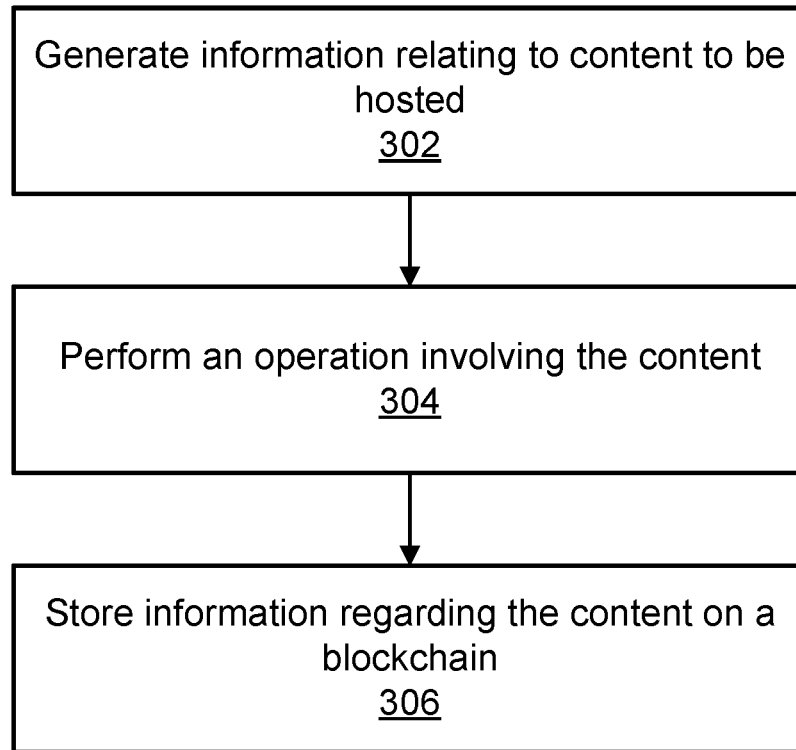 Generate information relating to content to be
hosted
302
Perform an operation involving the content
304
Store information regarding the content on a
blockchain
306